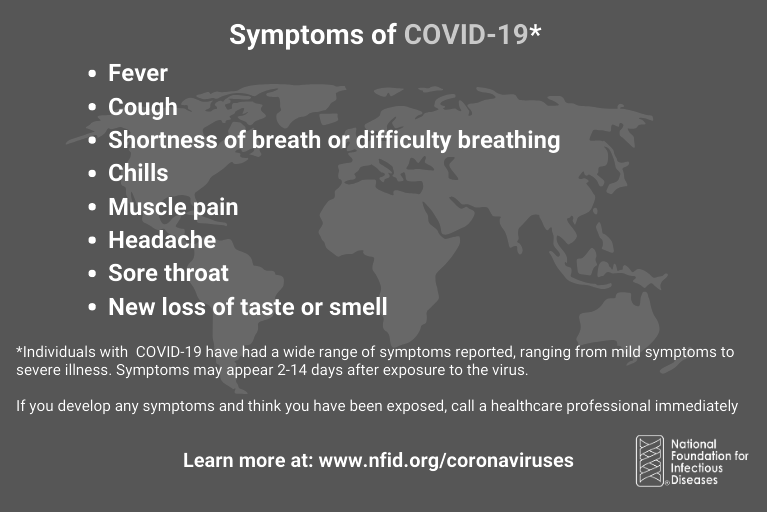 Symptoms of COVID-19*
• Fever
• Cough
• Shortness of breath or difficulty breathing
• Chills
• Muscle pain
• Headache
• Sore throat
• New loss of taste or smell
*Individuals with  COVID-19 have had a wide range of symptoms reported, ranging from mild symptoms to
severe illness. Symptoms may appear 2-14 days after exposure to the virus.
If you develop any symptoms and think you have been exposed, call a healthcare professional immediately
Learn more at: www.nfid.org/coronaviruses
National
Foundation for
Infectious
®Diseases